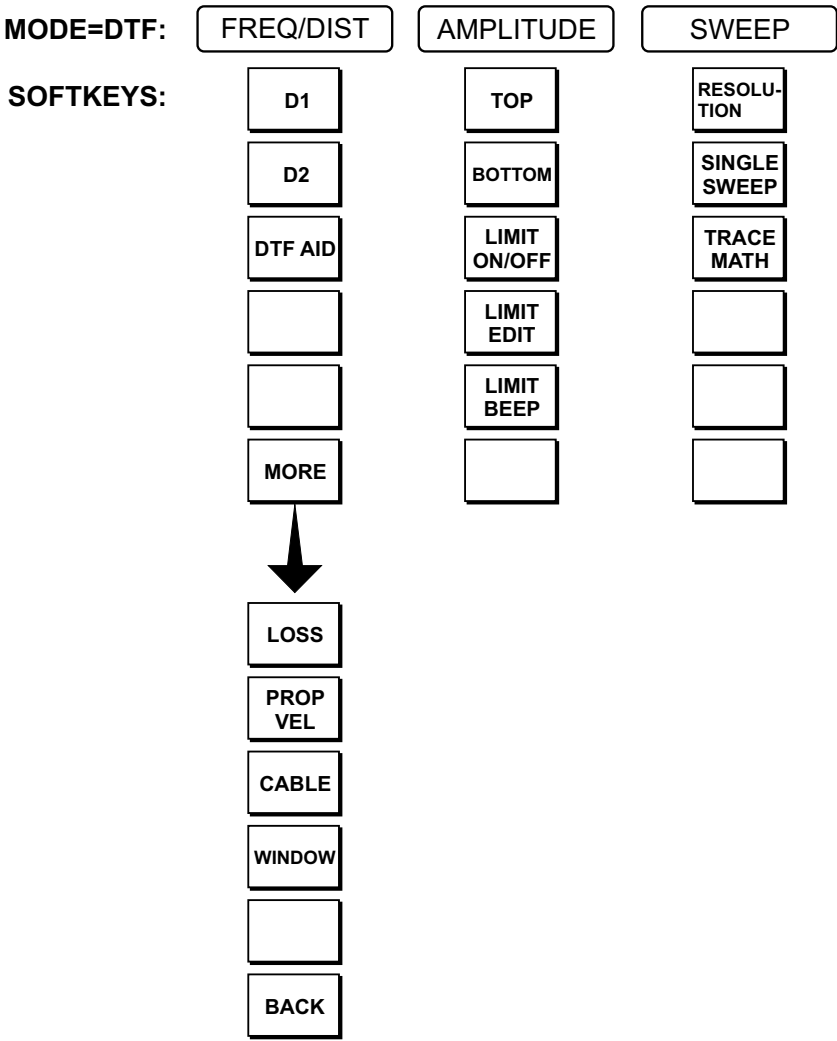 MODE=DTF:
FREQ/DIST
AMPLITUDE
SWEEP
SOFTKEYS:
D1
D2
DTF AID
MORE
LOSS
PROP
VEL
CABLE
WINDOW
BACK
TOP
BOTTOM
LIMIT
ON/OFF
LIMIT
EDIT
LIMIT
BEEP
RESOLU-
TION
SINGLE
SWEEP
TRACE
MATH